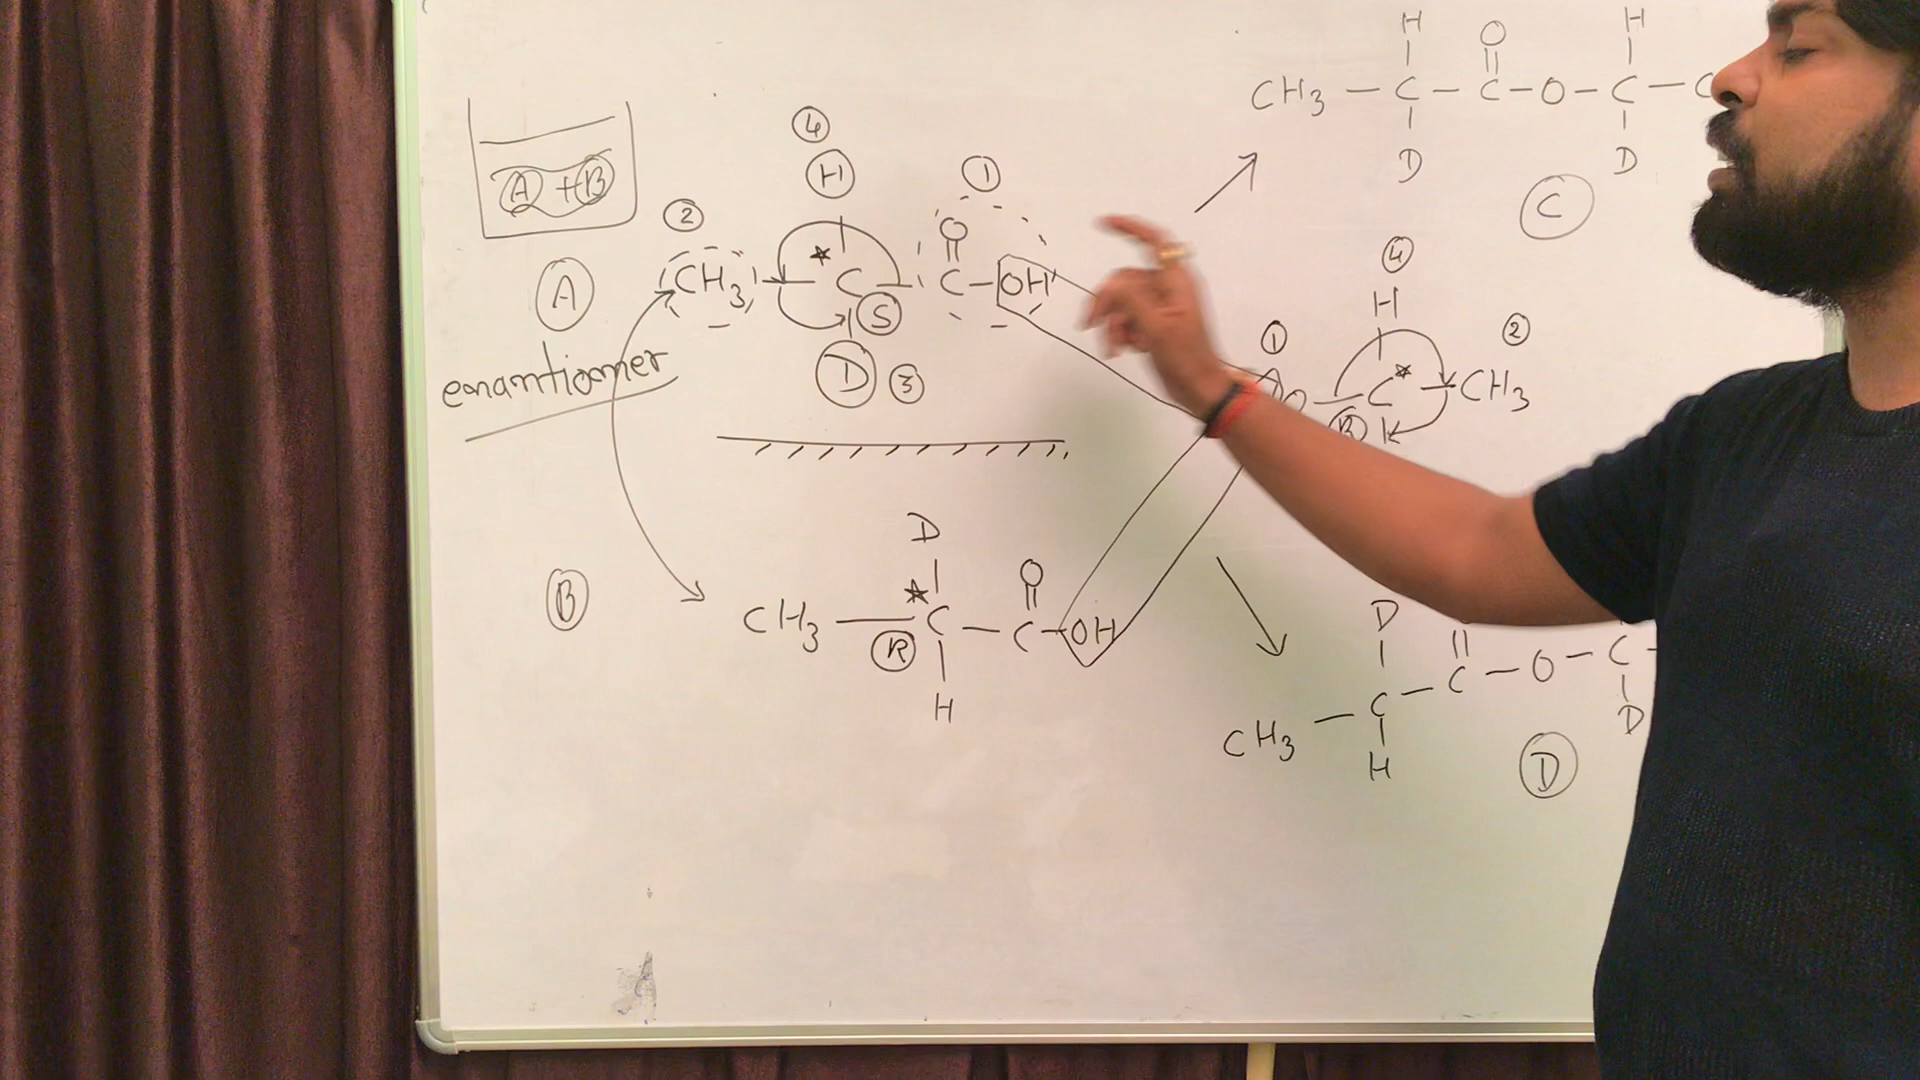 A + B
A
enantiomer
4
H
2
1
O
CH3 — *C — C — OH
S
D 3
B
D
* O
CH3 — C — C — OH
R
H
H O H
CH3 — C — C — O — C — C
D D
C
4
H
1 2
O — C* — CH3
R
D
CH3 — C — C — O — C —
H D
D